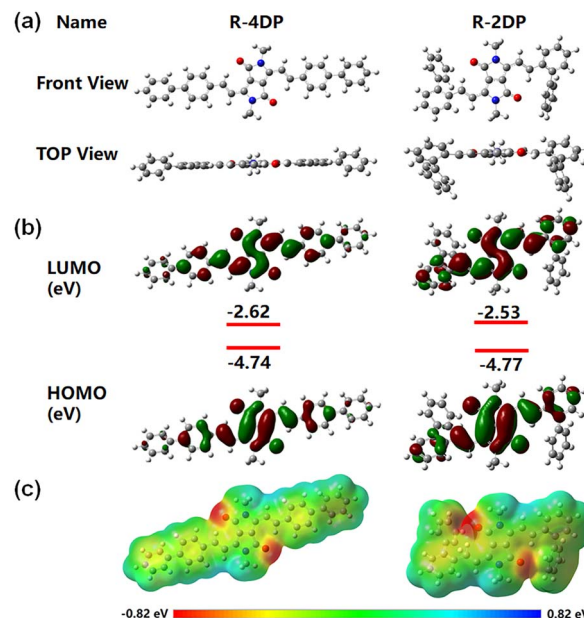 (a) Name R-4DP R-2DP
Front View
TOP View
(b)
LUMO
(eV)
-2.62 -2.53
-4.74 -4.77
HOMO
(eV)
(c)
-0.82 eV 0.82 eV